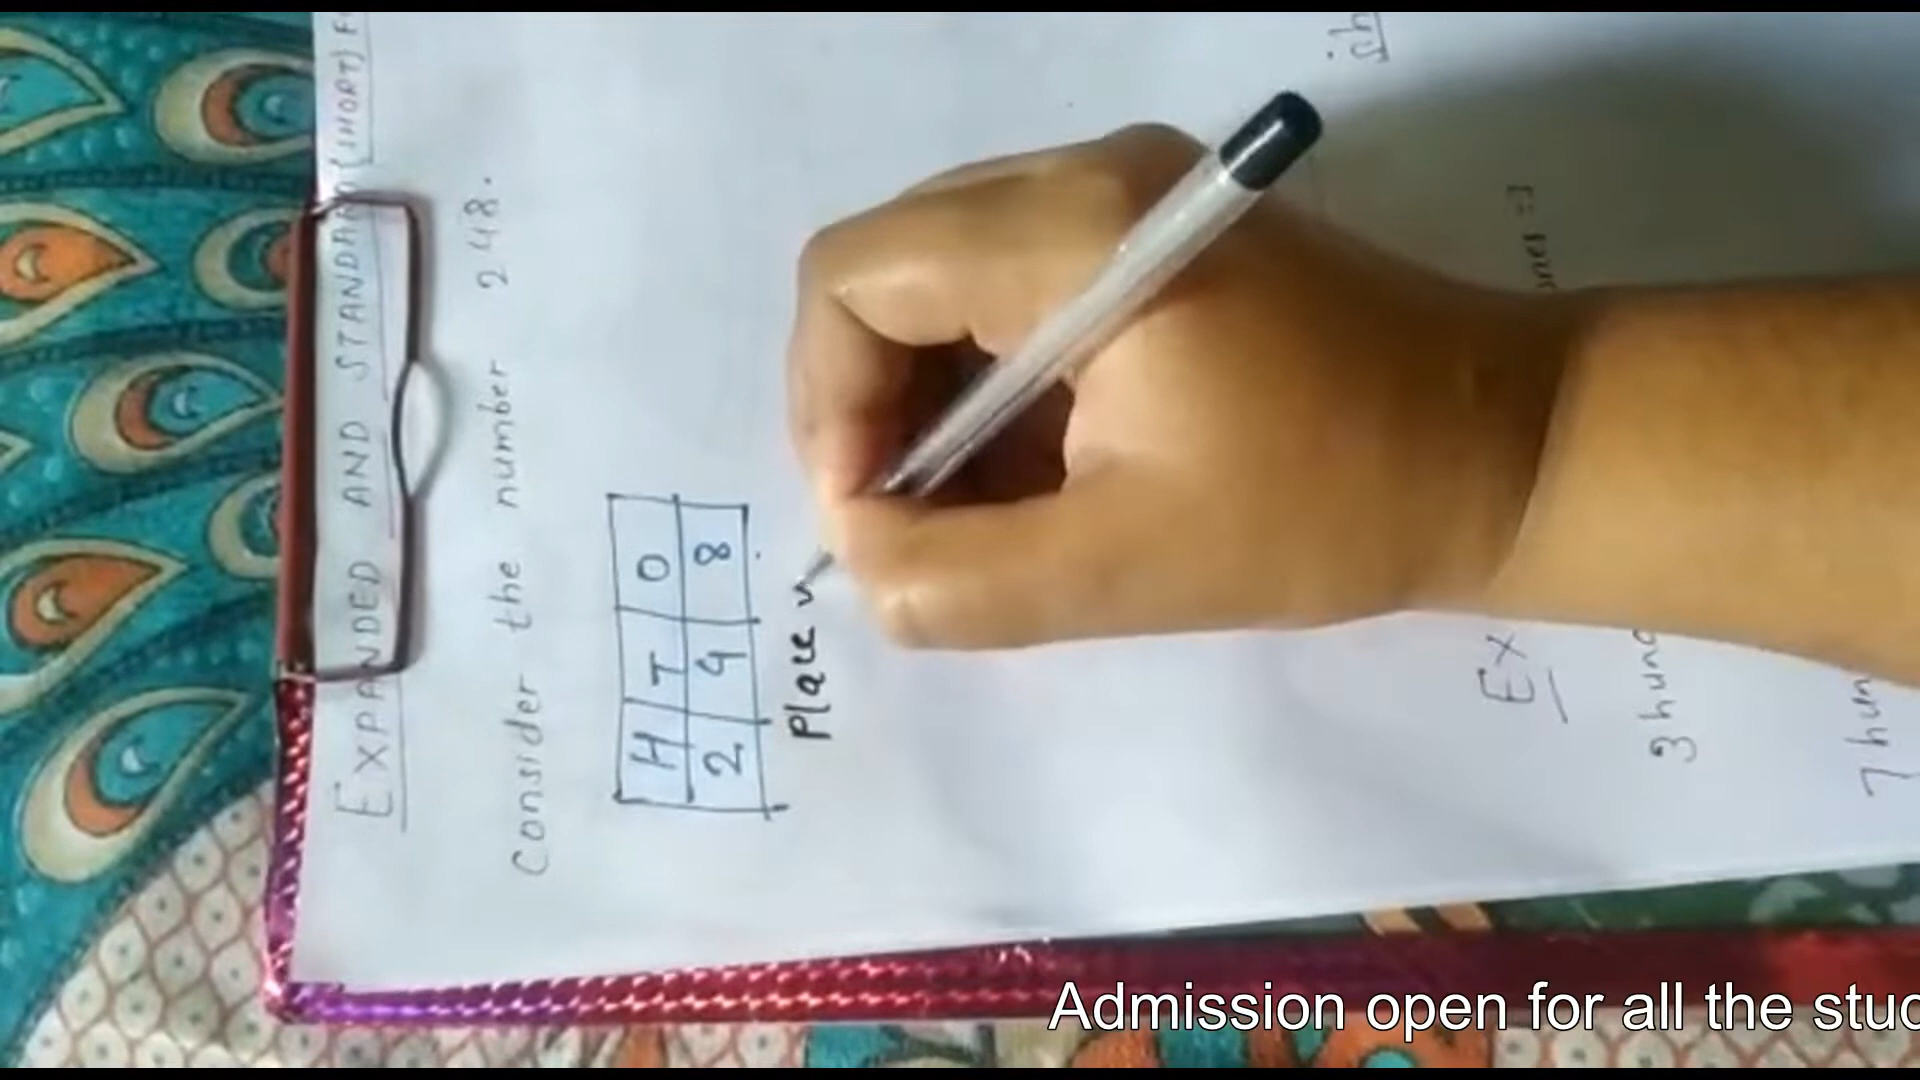 EXPANDED AND STANDARD (SHORT)
Consider the number 248.
H T O
2 4 8
Place v
Ex
ones =)
3 hund
7 hun
Admission open for all the stud